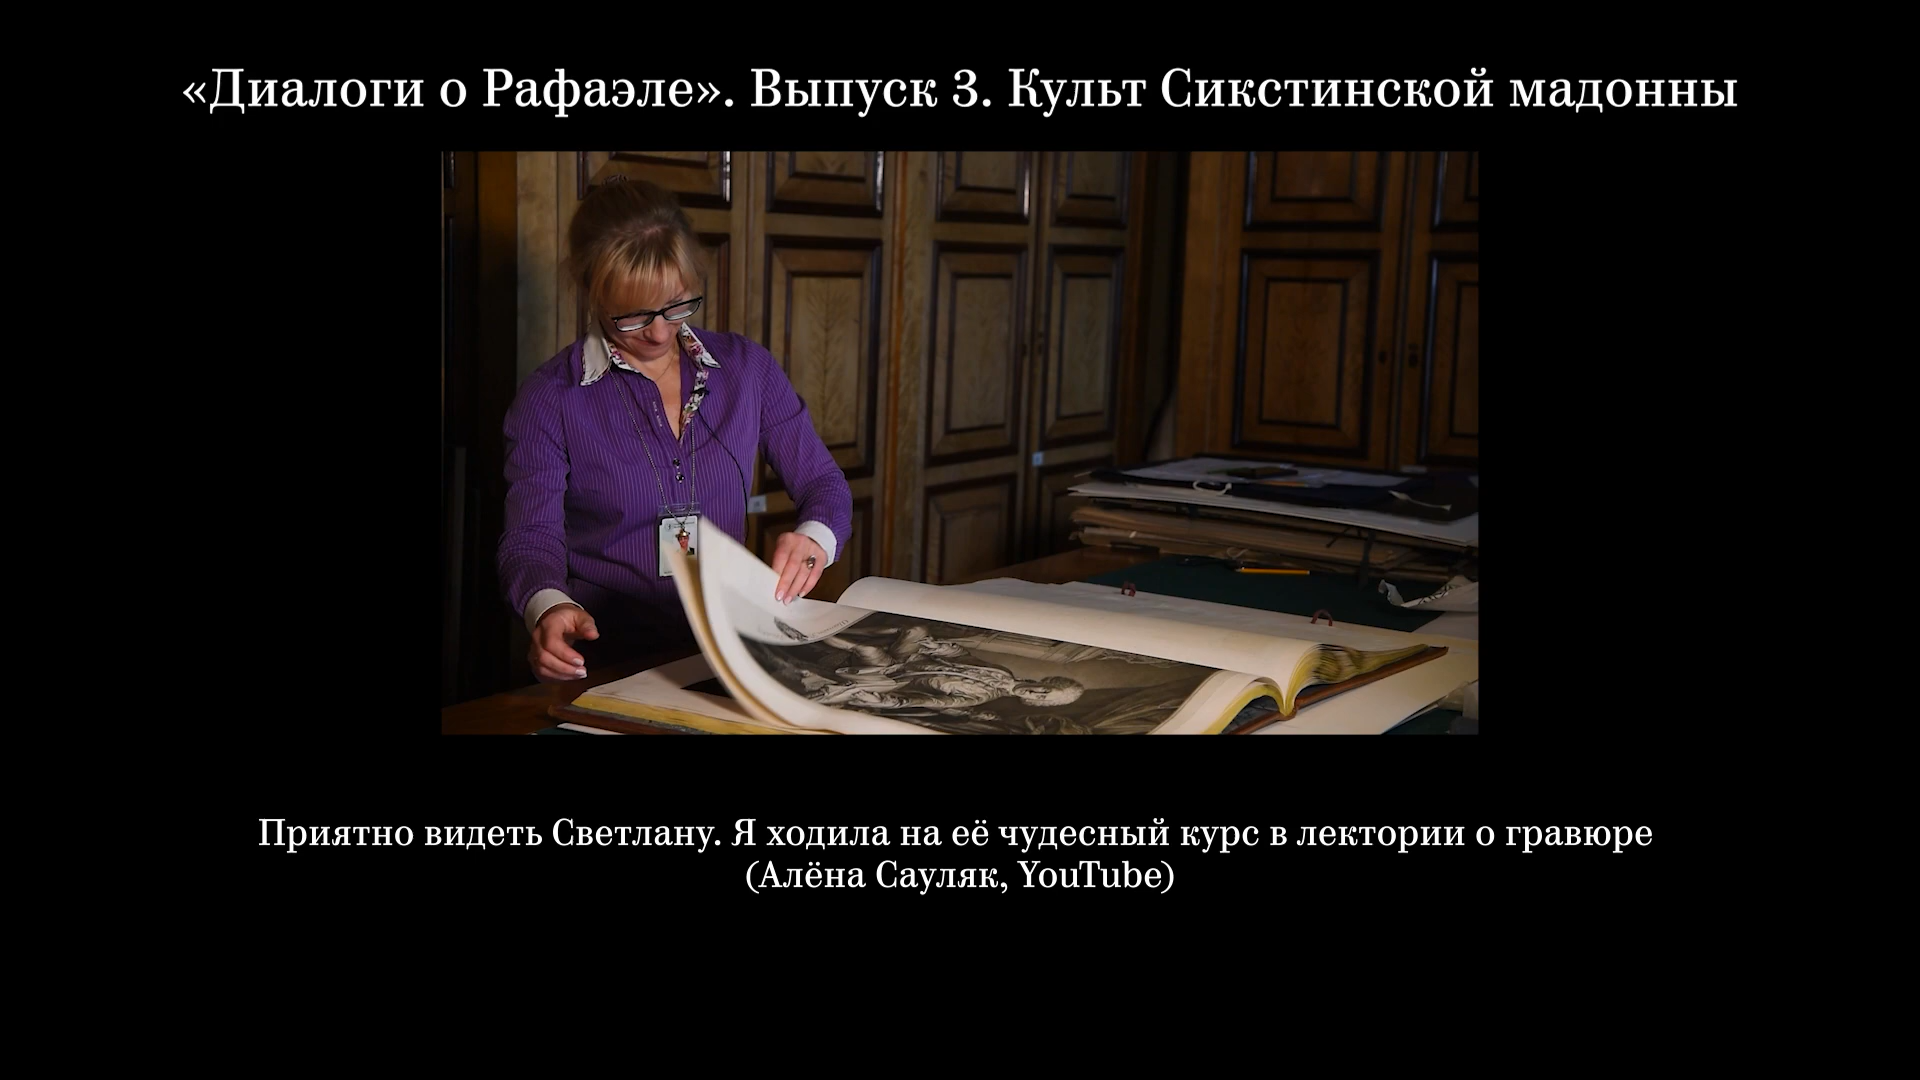 «Диалоги о Рафаэле». Выпуск 3. Культ Сикстинской мадонны
Приятно видеть Светлану. Я ходила на её чудесный курс в лектории о гравюре
(Алёна Сауляк, YouTube)